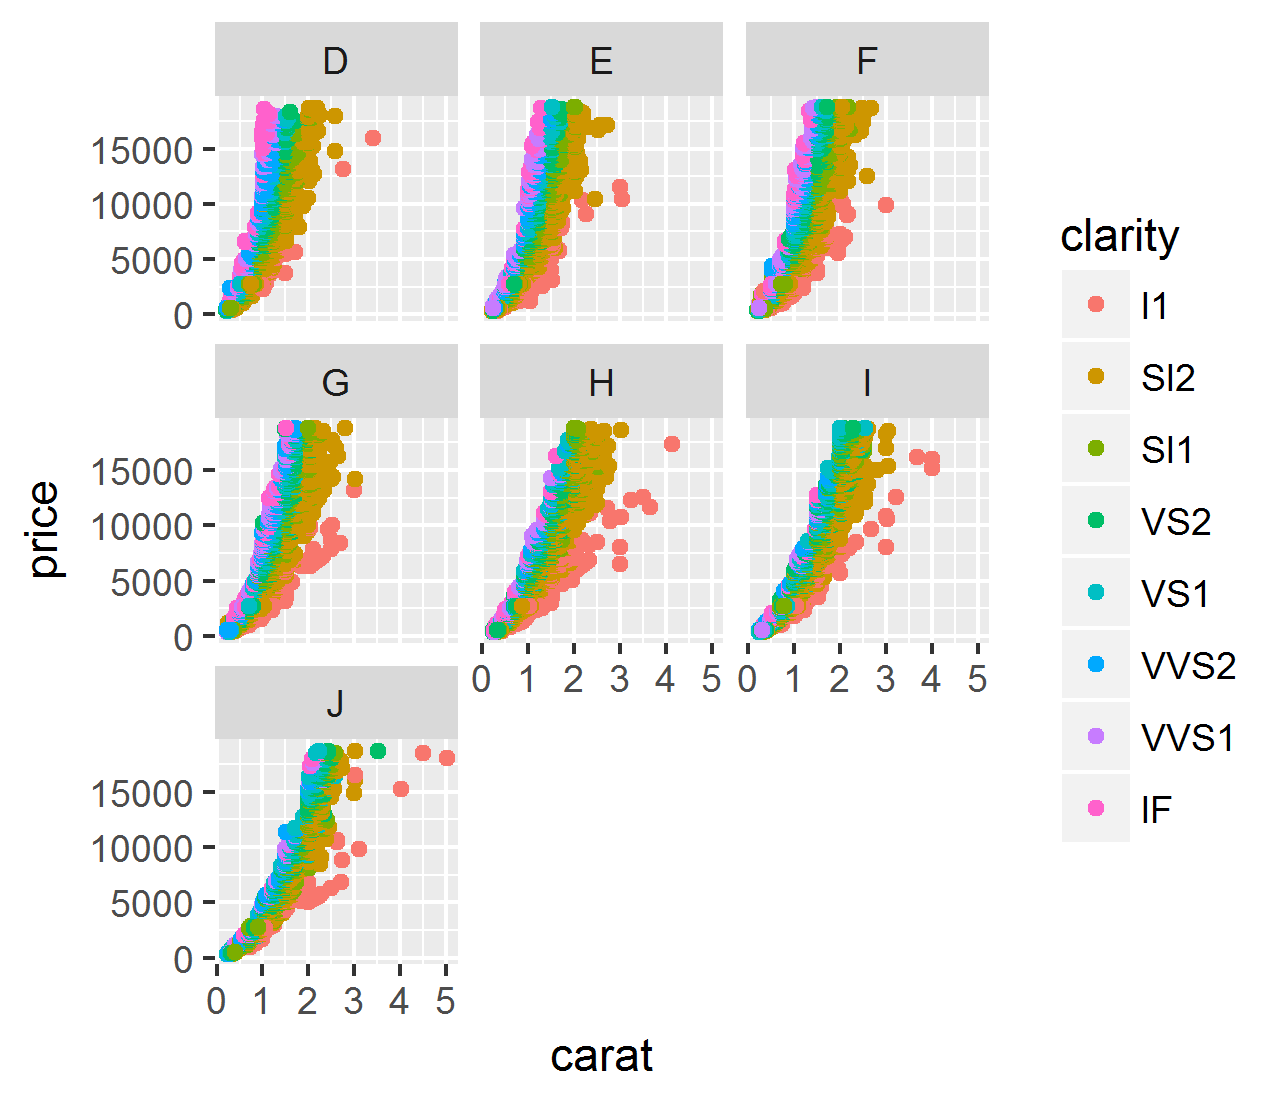 D E F
15000
10000
5000
0
G H I
15000
10000
5000
0
0 1 2 3 4 5 0 1 2 3 4 5
J
15000
10000
5000
0
0 1 2 3 4 5
carat
price
clarity
I1
SI2
SI1
VS2
VS1
VVS2
VVS1
IF